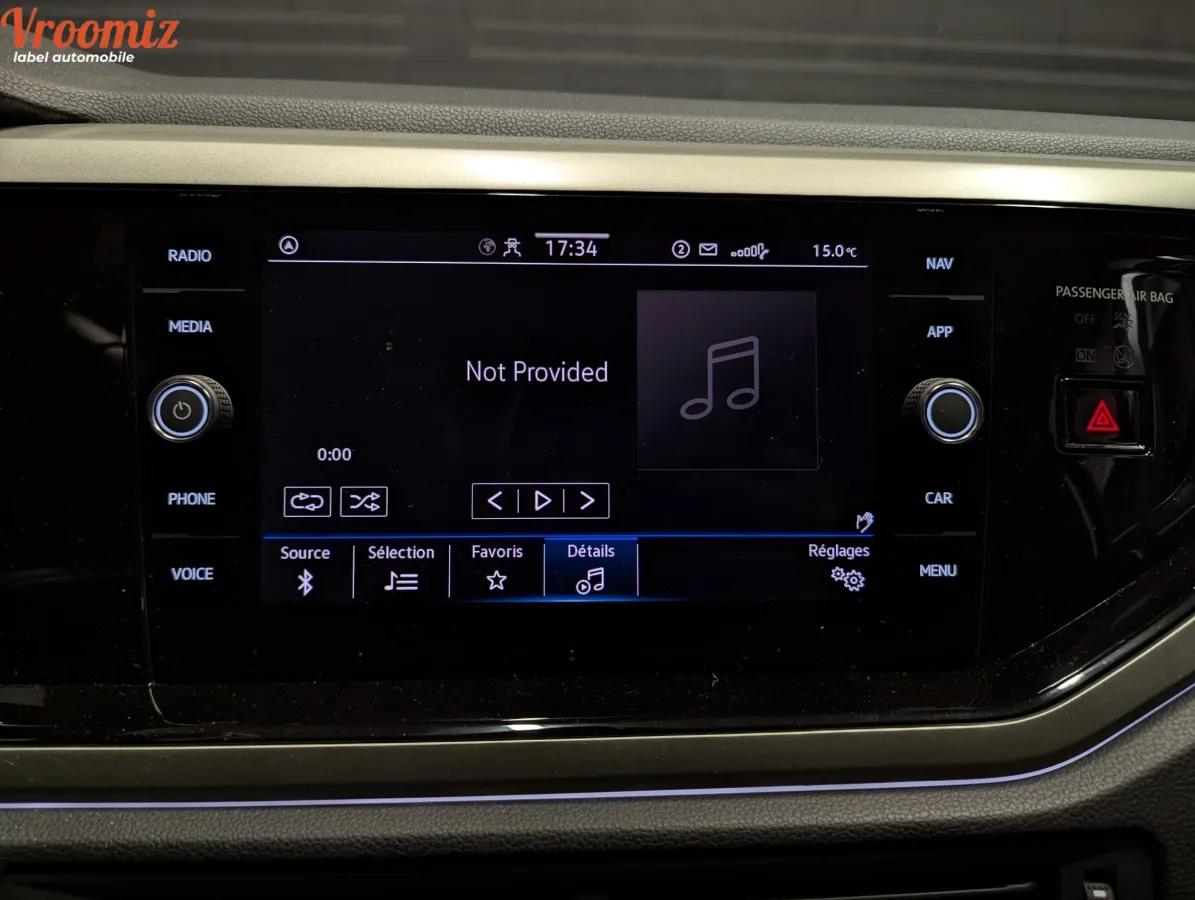 Vroomiz
label automobile
RADIO
MEDIA
PHONE
VOICE
17:34
2
15.0°C
Not Provided
0:00
Source
Sélection
Favoris
Détails
Réglages
NAV
APP
CAR
MENU
PASSENGER AIR BAG
OFF
ON